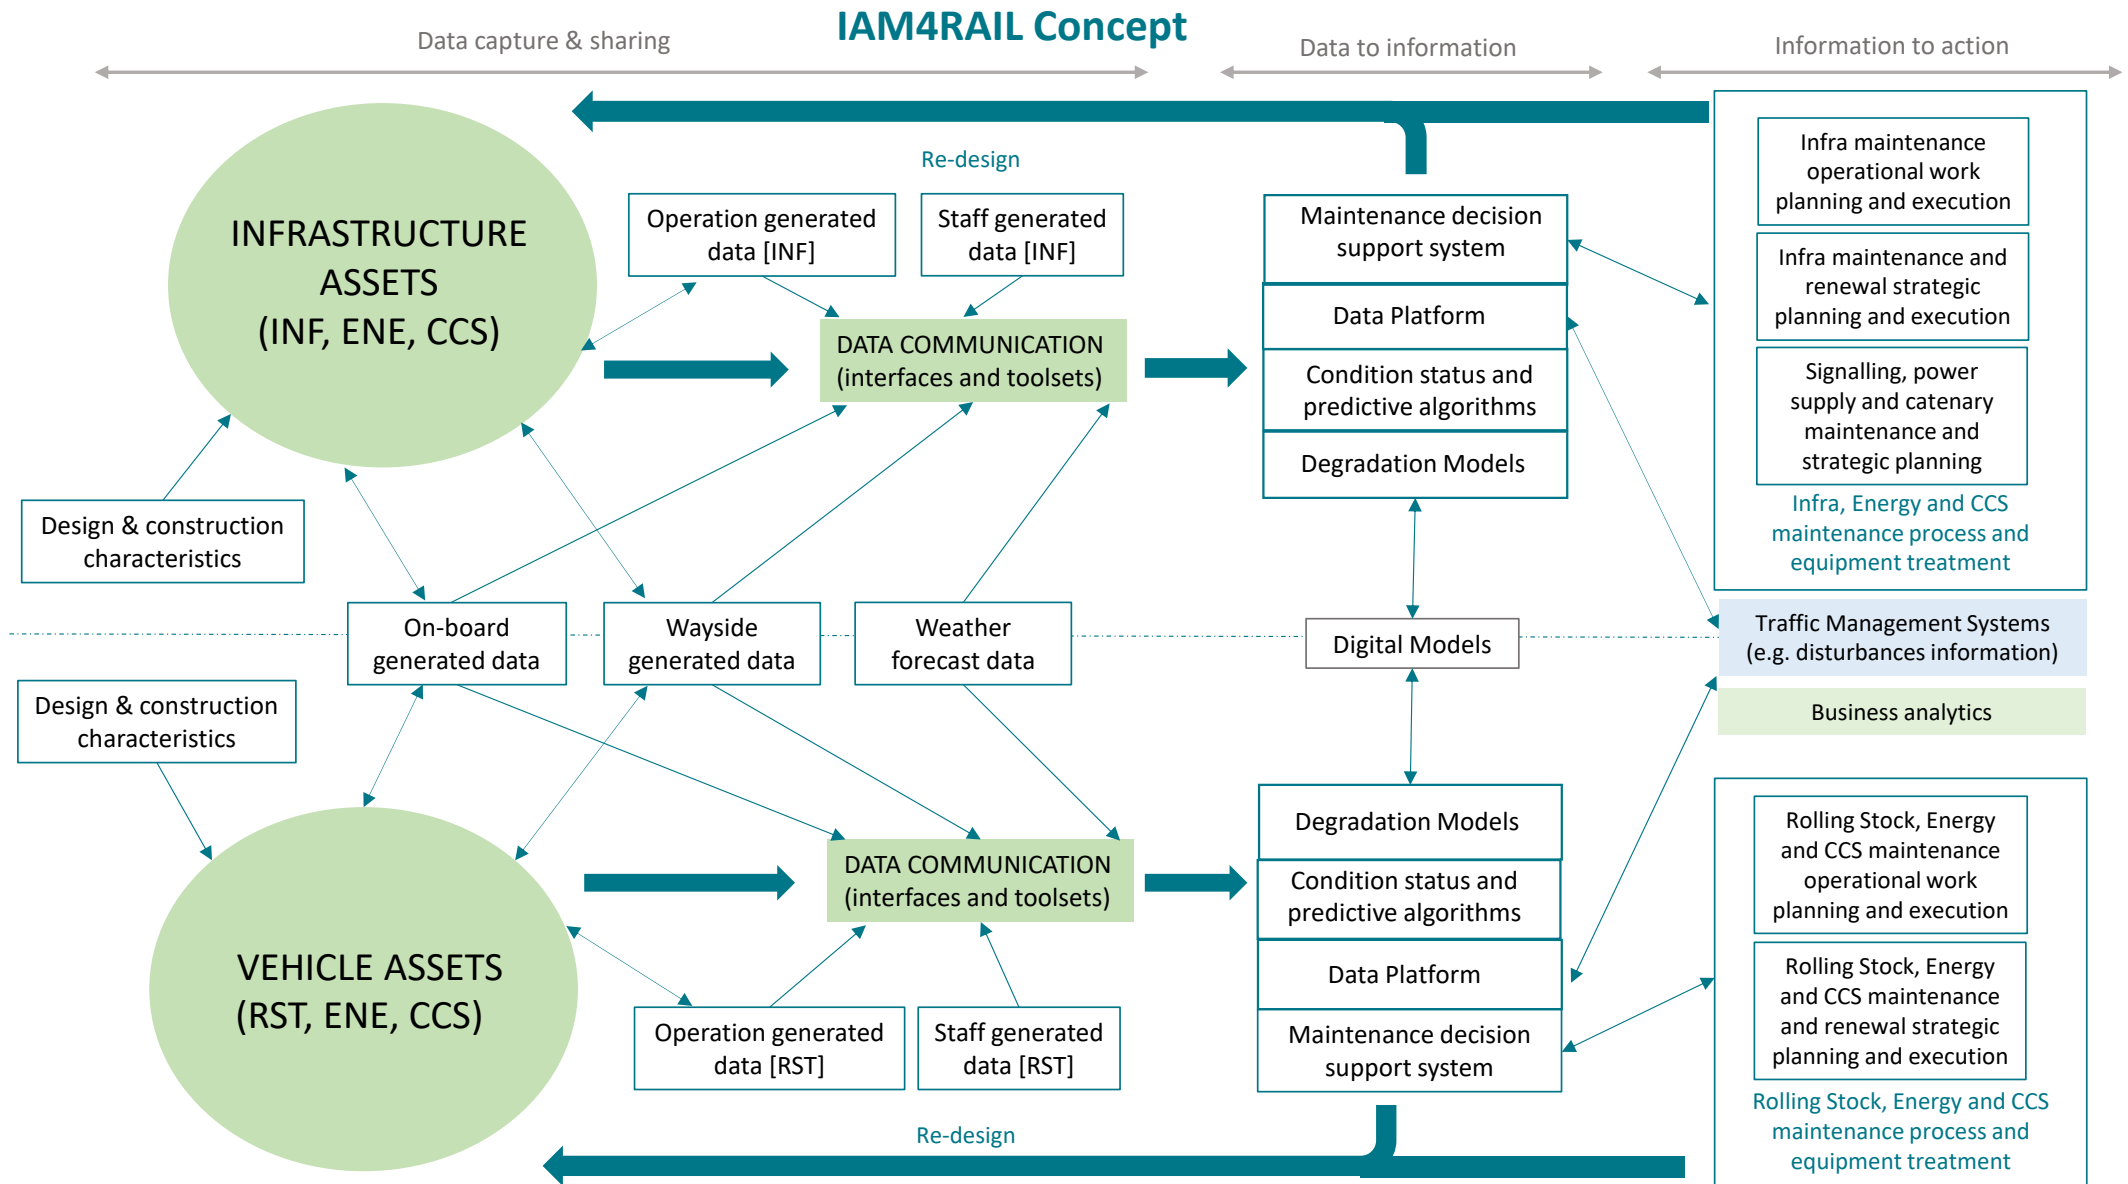 IAM4RAIL Concept
Data capture & sharing
Data to information
Information to action
Re-design
INFRASTRUCTURE
ASSETS
(INF, ENE, CCS)
Operation generated
data [INF]
Staff generated
data [INF]
DATA COMMUNICATION
(interfaces and toolsets)
Design & construction
characteristics
Maintenance decision
support system
Data Platform
Condition status and
predictive algorithms
Degradation Models
Infra maintenance
operational work
planning and execution
Infra maintenance and
renewal strategic
planning and execution
Signalling, power
supply and catenary
maintenance and
strategic planning
Infra, Energy and CCS
maintenance process and
equipment treatment
On-board
generated data
Wayside
generated data
Weather
forecast data
Digital Models
Traffic Management Systems
(e.g. disturbances information)
Business analytics
Design & construction
characteristics
VEHICLE ASSETS
(RST, ENE, CCS)
DATA COMMUNICATION
(interfaces and toolsets)
Operation generated
data [RST]
Staff generated
data [RST]
Degradation Models
Condition status and
predictive algorithms
Data Platform
Maintenance decision
support system
Rolling Stock, Energy
and CCS maintenance
operational work
planning and execution
Rolling Stock, Energy
and CCS maintenance
and renewal strategic
planning and execution
Rolling Stock, Energy and CCS
maintenance process and
equipment treatment
Re-design